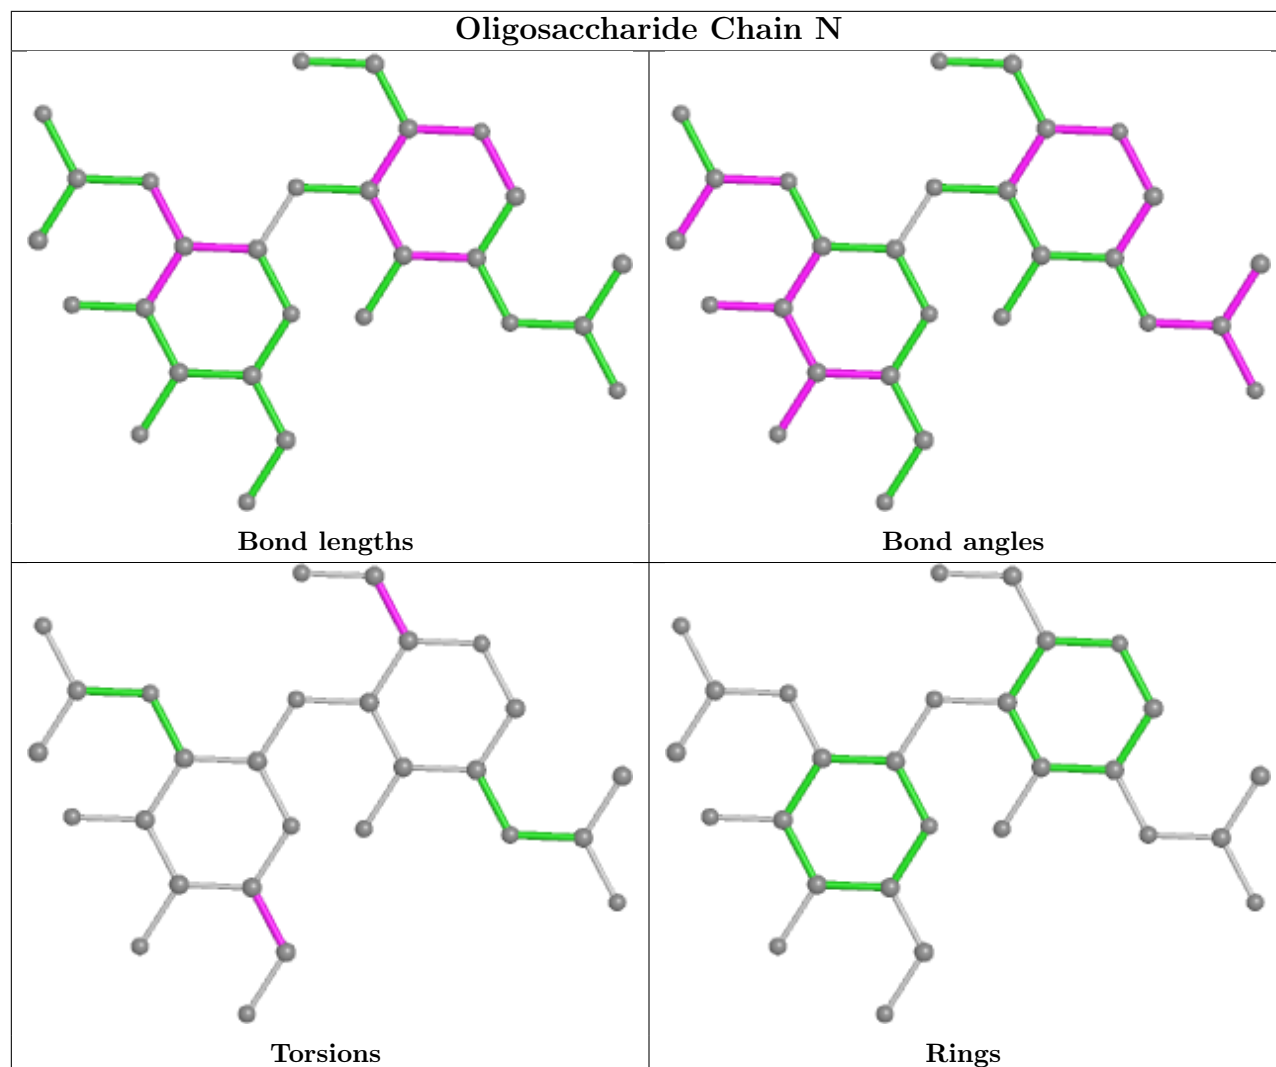 Oligosaccharide Chain N
Bond lengths
Bond angles
Torsions
Rings